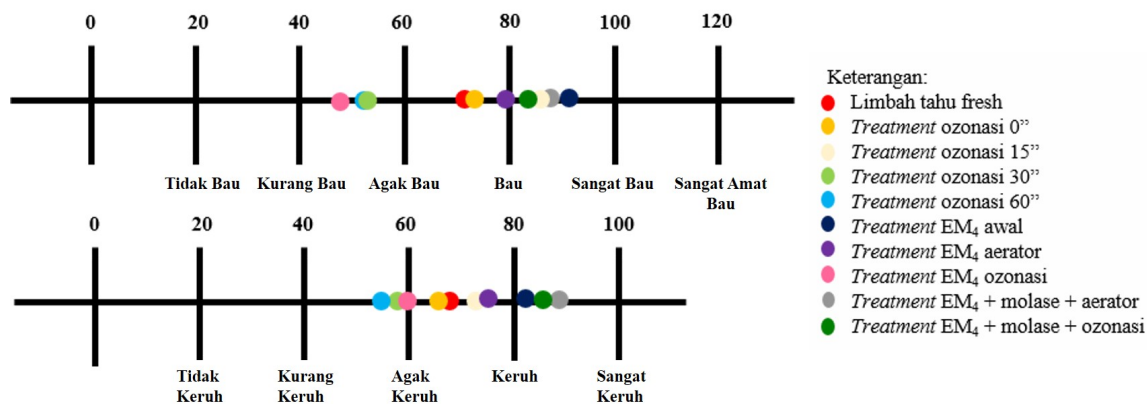 0 20 40 60 80 100 120
Tidak Bau Kurang Bau Agak Bau Bau Sangat Bau Sangat Amat
Bau
0 20 40 60 80 100
Tidak Kurang Agak Keruh Sangat
Keruh Keruh Keruh Keruh
Keterangan:
Limbah tahu fresh
Treatment ozonasi 0”
Treatment ozonasi 15”
Treatment ozonasi 30”
Treatment ozonasi 60”
Treatment EM₄ awal
Treatment EM₄ aerator
Treatment EM₄ ozonasi
Treatment EM₄ + molase + aerator
Treatment EM₄ + molase + ozonasi